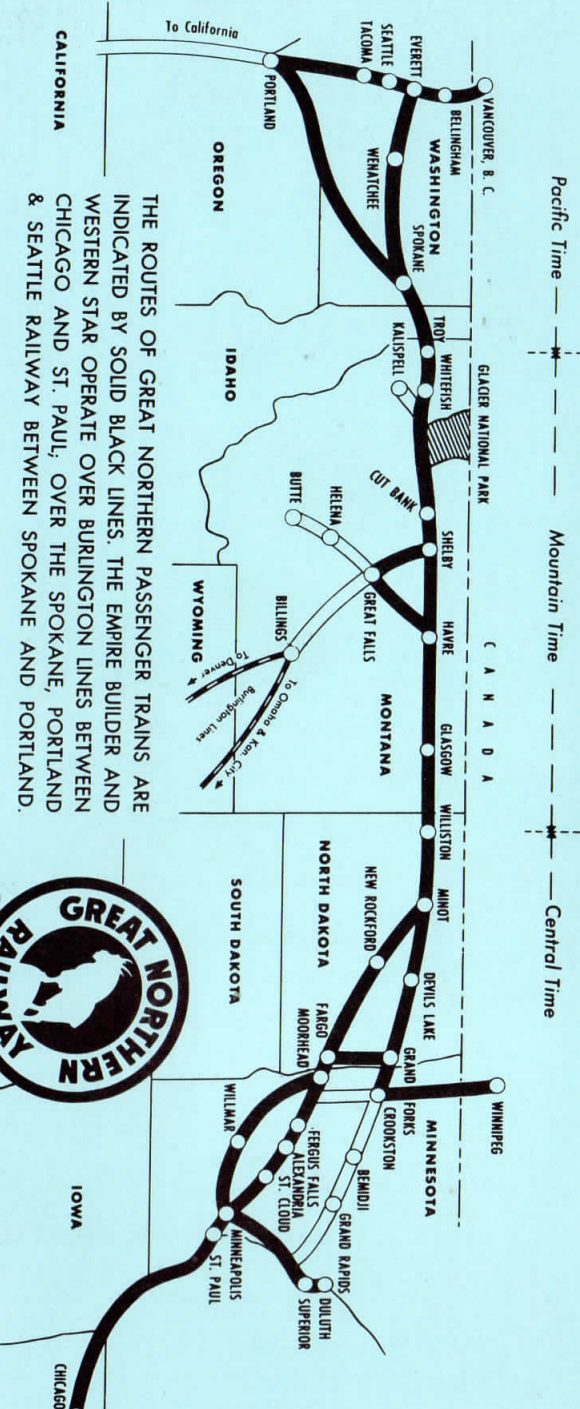 Pacific Time
Mountain Time
Central Time
CANADA
VANCOUVER, B. C.
BELLINGHAM
EVERETT
SEATTLE
TACOMA
PORTLAND
To California
CALIFORNIA
OREGON
WASHINGTON
WENATCHEE
SPOKANE
IDAHO
TROY
WHITEFISH
KALISPELL
GLACIER NATIONAL PARK
CUT BANK
SHELBY
HAVRE
GREAT FALLS
HELENA
BUTTE
BILLINGS
WYOMING
To Denver
Burlington Lines
To Omaha & Kan. City
MONTANA
GLASGOW
WILLISTON
MINOT
NEW ROCKFORD
DEVILS LAKE
NORTH DAKOTA
SOUTH DAKOTA
FARGO
MOORHEAD
GRAND FORKS
CROOKSTON
WINNIPEG
MINNESOTA
BEMIDJI
GRAND RAPIDS
FERGUS FALLS
ALEXANDRIA
ST. CLOUD
WILLMAR
MINNEAPOLIS
ST. PAUL
DULUTH
SUPERIOR
IOWA
CHICAGO
THE ROUTES OF GREAT NORTHERN PASSENGER TRAINS ARE
INDICATED BY SOLID BLACK LINES. THE EMPIRE BUILDER AND
WESTERN STAR OPERATE OVER BURLINGTON LINES BETWEEN
CHICAGO AND ST. PAUL; OVER THE SPOKANE, PORTLAND
& SEATTLE RAILWAY BETWEEN SPOKANE AND PORTLAND.
GREAT NORTHERN
RAILWAY